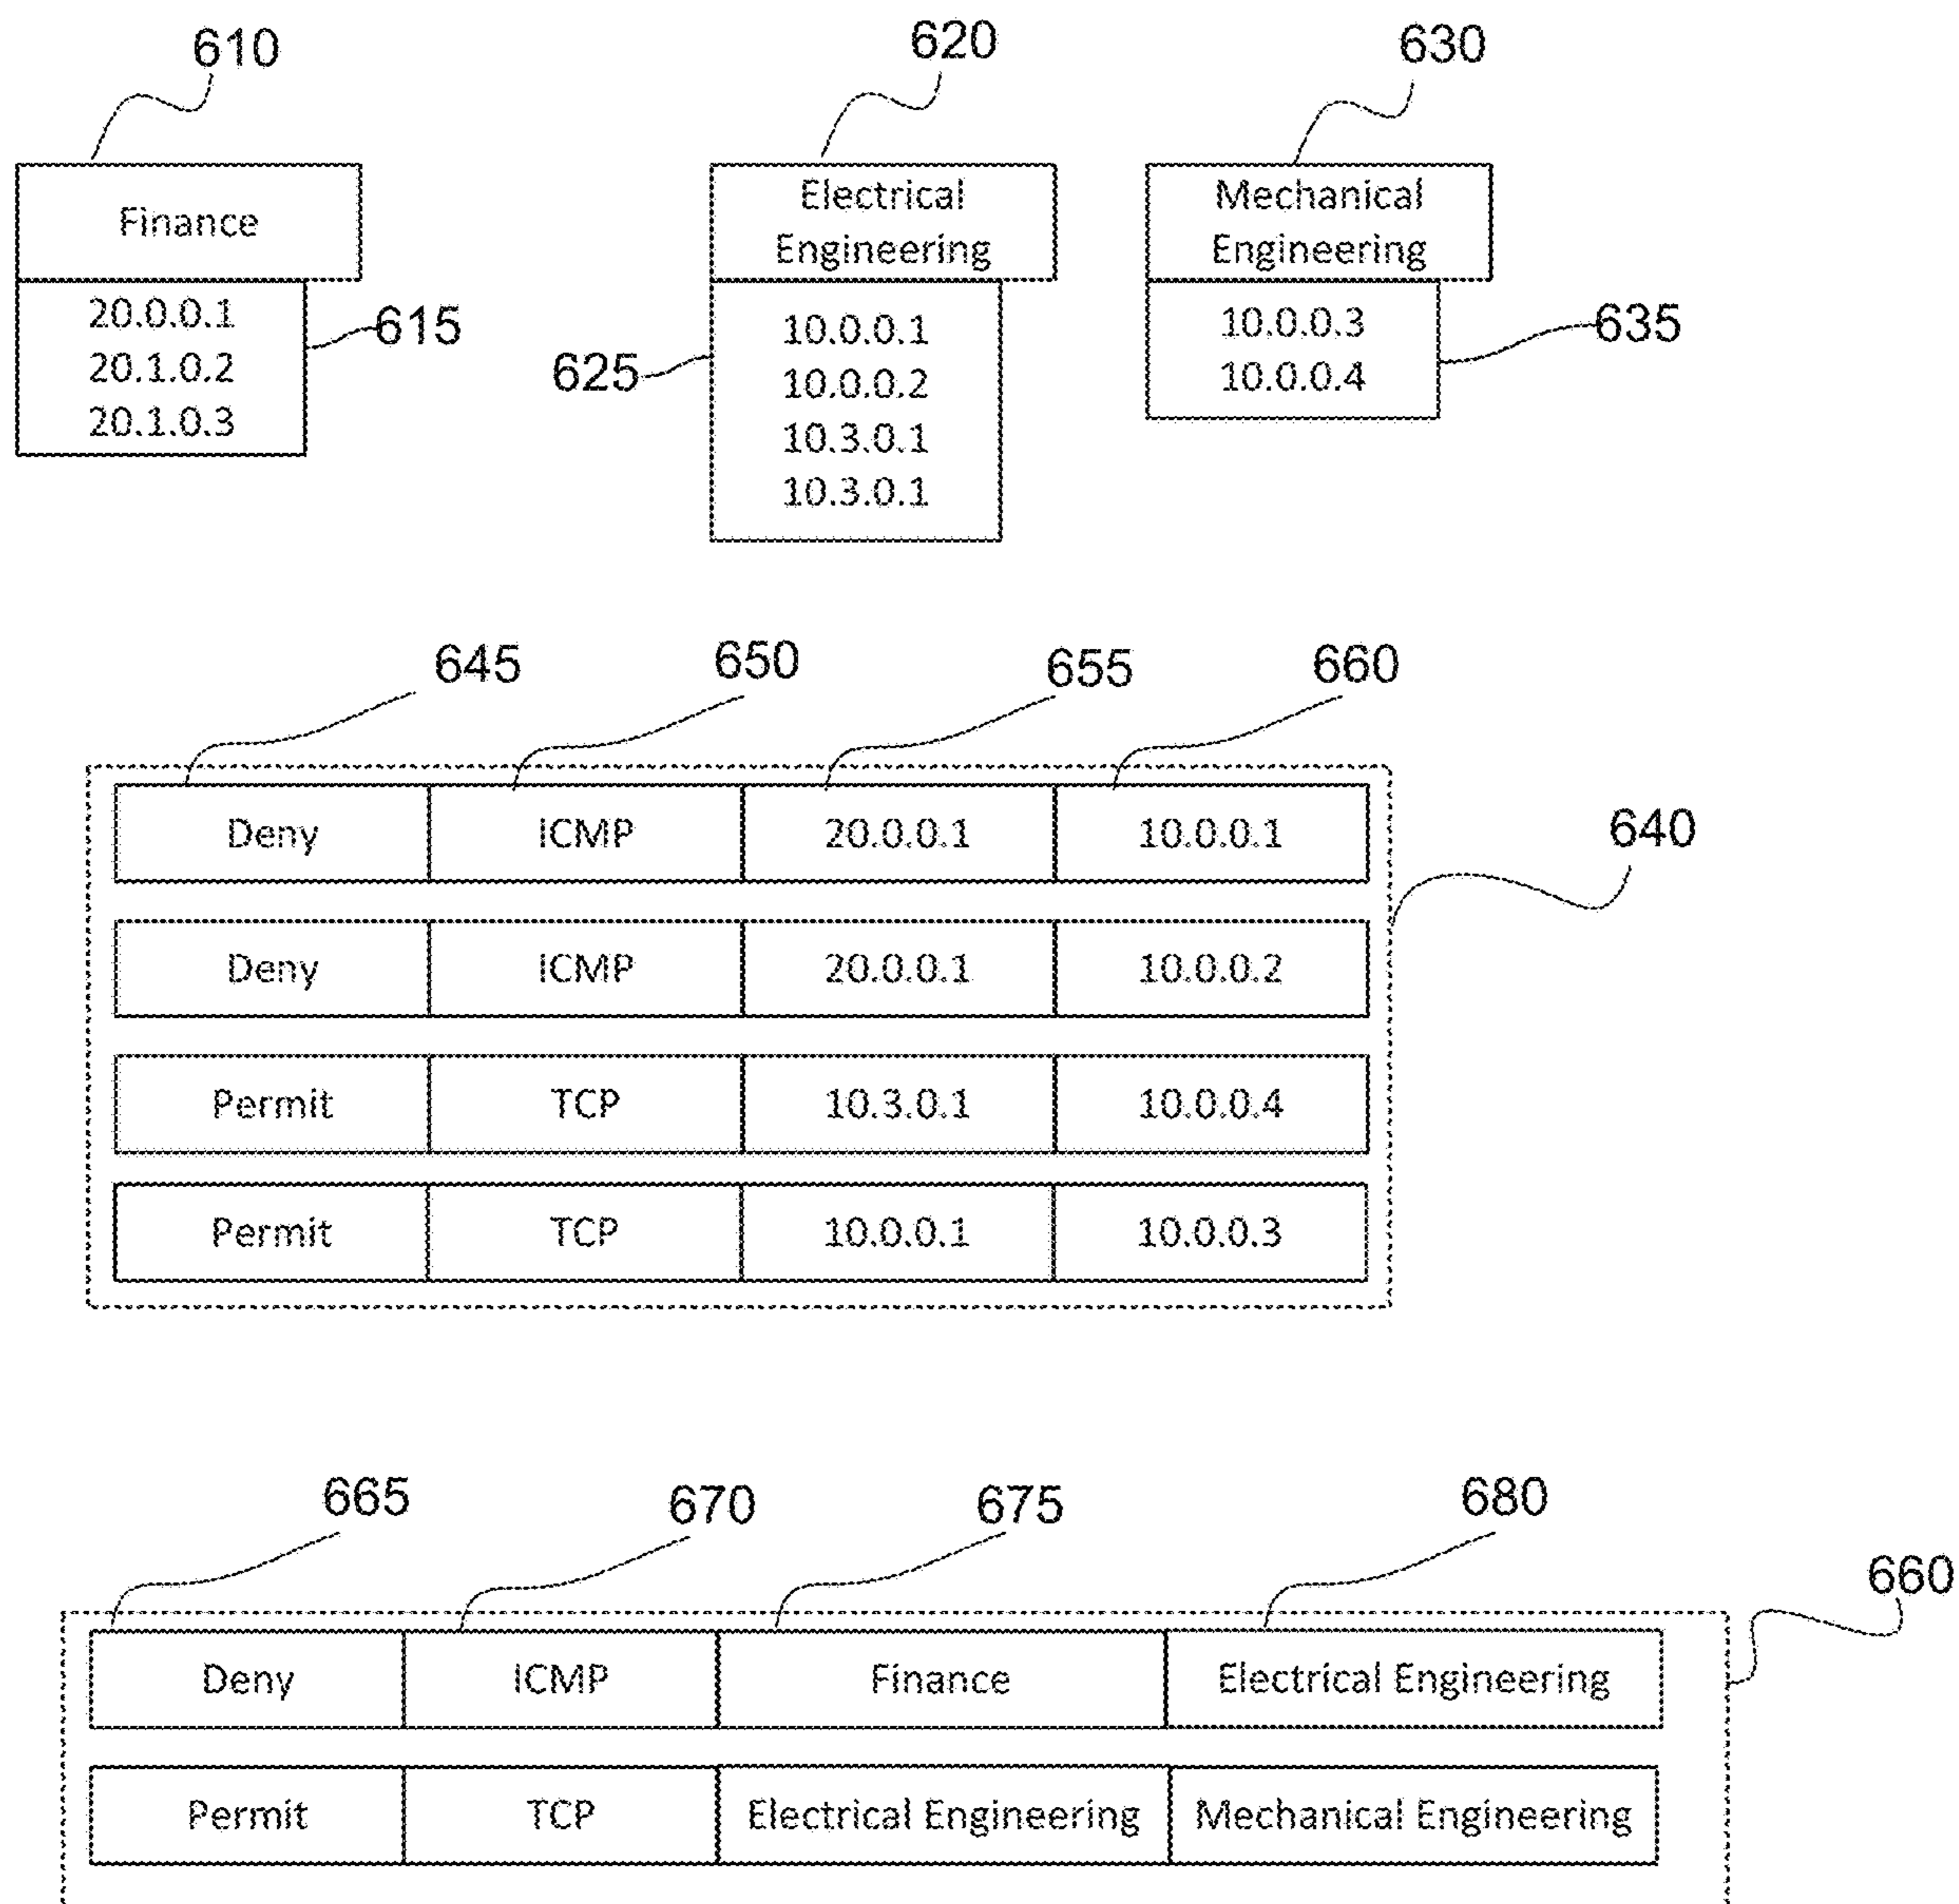 610
620
630
Finance
Electrical
Engineering
Mechanical
Engineering
20.0.0.1
20.1.0.2
20.1.0.3
615
625
10.0.0.1
10.0.0.2
10.3.0.1
10.3.0.1
10.0.0.3
10.0.0.4
635
645
650
655
660
Deny ICMP 20.0.0.1 10.0.0.1
640
Deny ICMP 20.0.0.1 10.0.0.2
Permit TCP 10.3.0.1 10.0.0.4
Permit TCP 10.0.0.1 10.0.0.3
665
670
675
680
660
Deny ICMP Finance Electrical Engineering
Permit TCP Electrical Engineering Mechanical Engineering